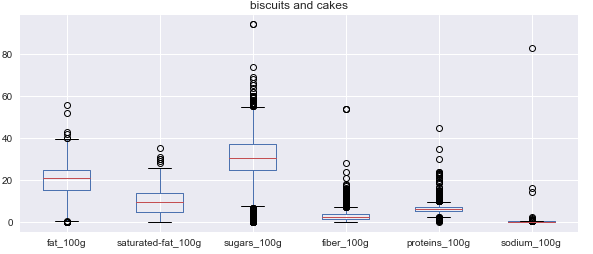 biscuits and cakes
80
60
40
20
0
fat_100g saturated-fat_100g sugars_100g fiber_100g proteins_100g sodium_100g